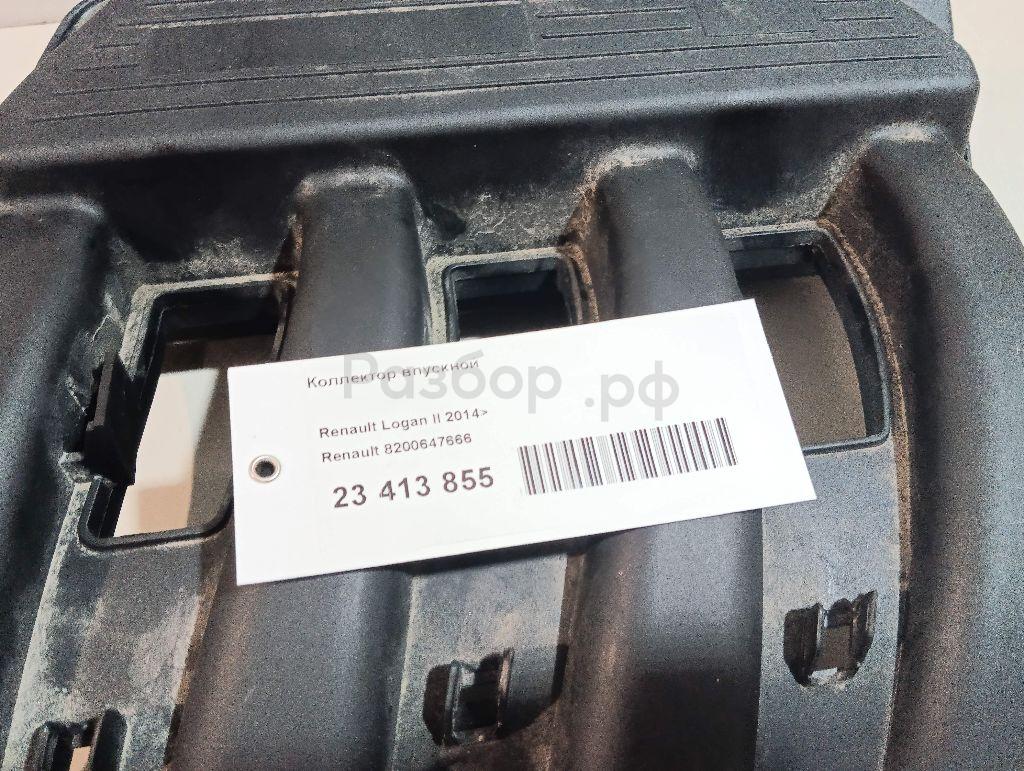 Коллектор впускной
Разбор.рф
Renault Logan II 2014>
Renault 8200647666
23 413 855